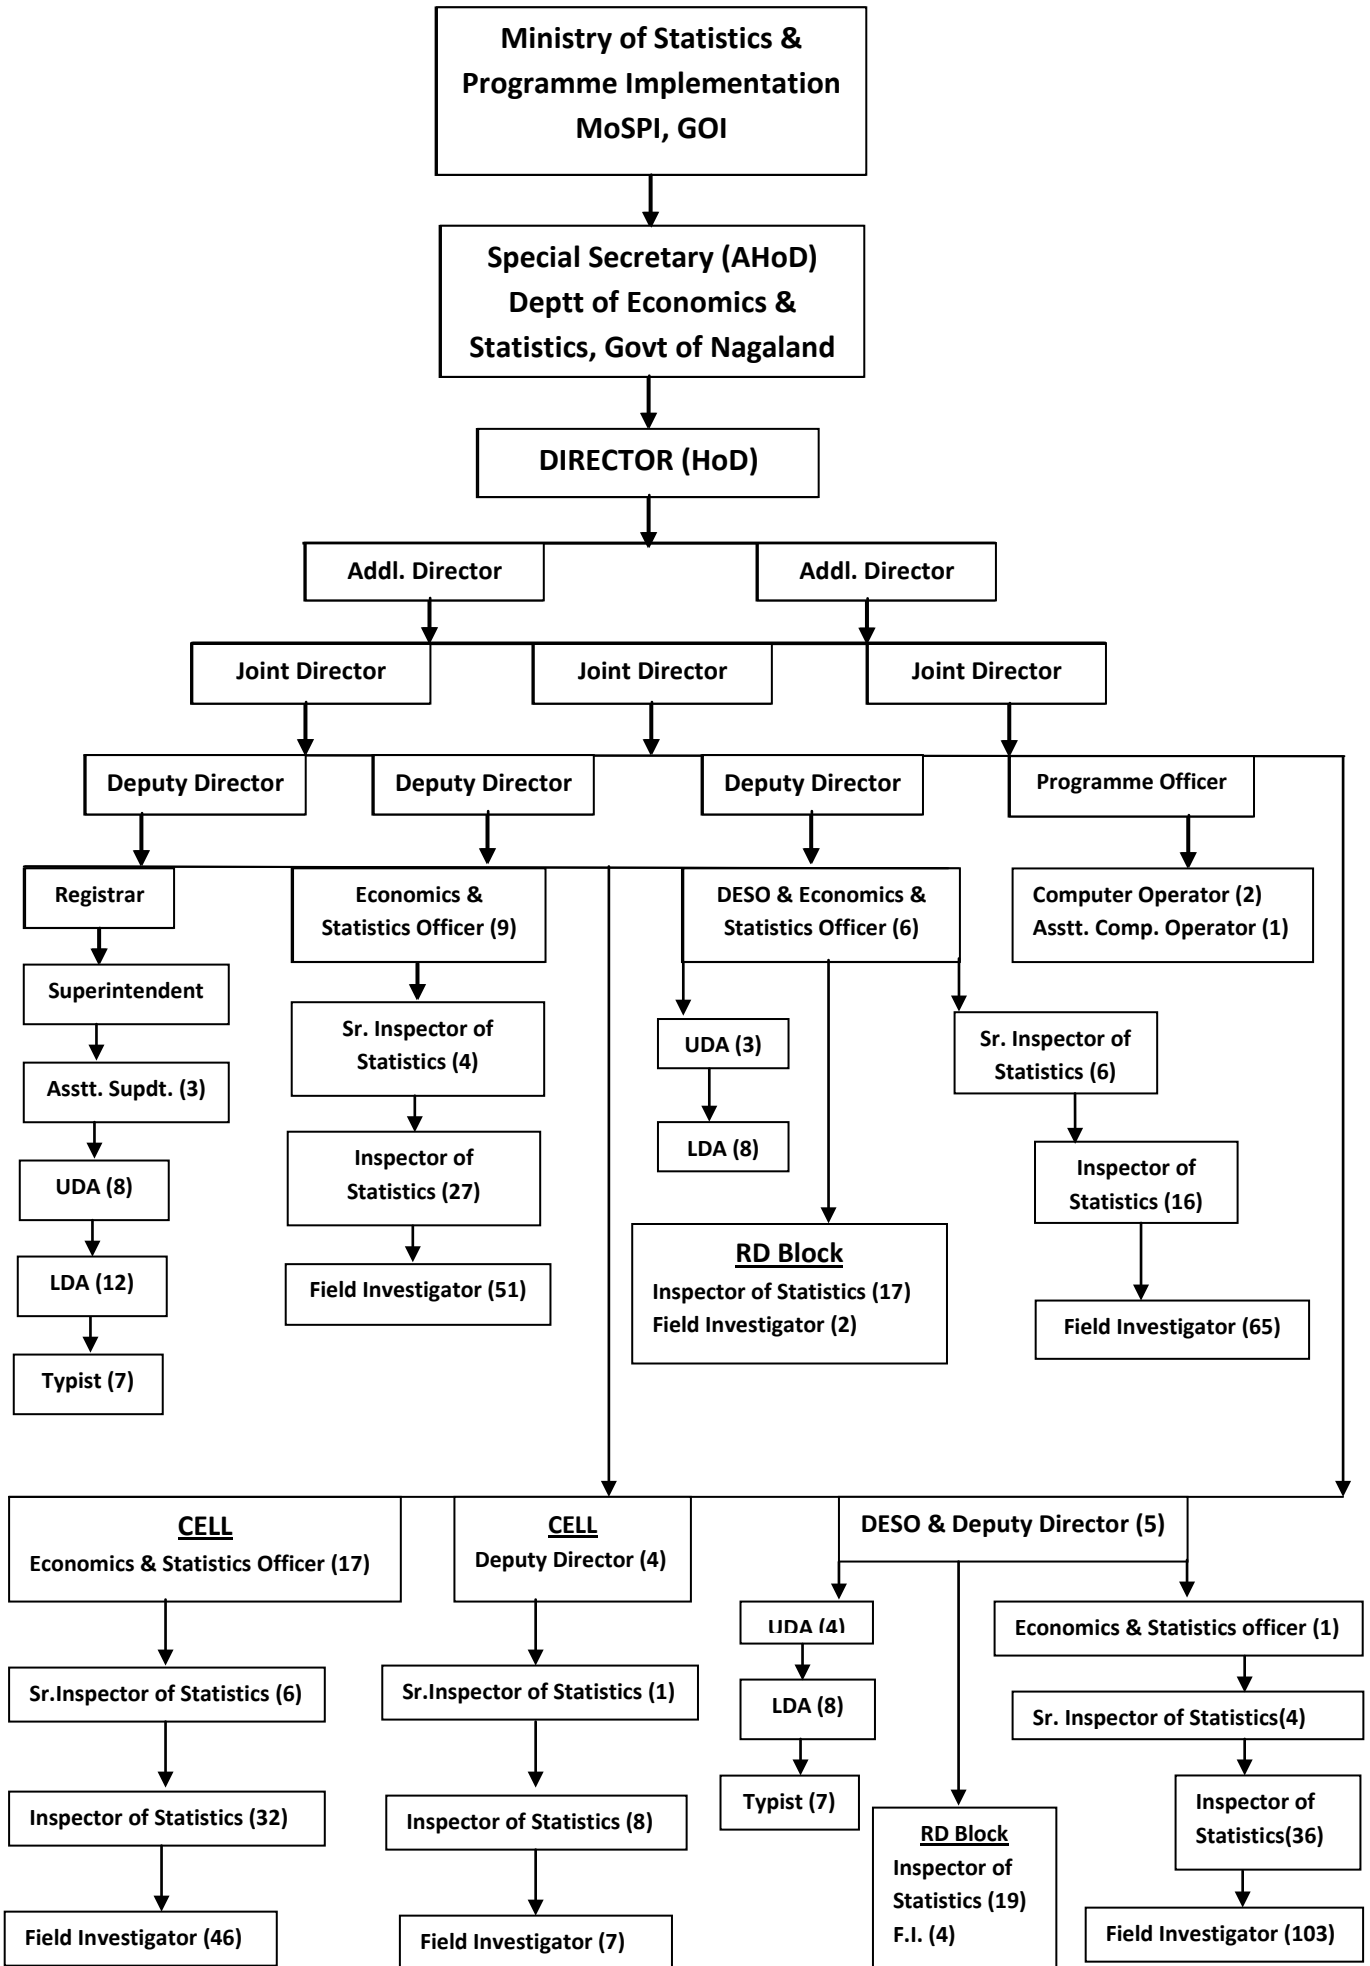 Ministry of Statistics &
Programme Implementation
MoSPI, GOI
Special Secretary (AHoD)
Deptt of Economics &
Statistics, Govt of Nagaland
DIRECTOR (HoD)
Addl. Director
Addl. Director
Joint Director
Joint Director
Joint Director
Deputy Director
Deputy Director
Deputy Director
Programme Officer
Registrar
Economics &
Statistics Officer (9)
DESO & Economics &
Statistics Officer (6)
Computer Operator (2)
Asstt. Comp. Operator (1)
Superintendent
Sr. Inspector of
Statistics (4)
UDA (3)
Sr. Inspector of
Statistics (6)
Asstt. Supdt. (3)
LDA (8)
Inspector of
Statistics (27)
Inspector of
Statistics (16)
UDA (8)
RD Block
Inspector of Statistics (17)
Field Investigator (2)
LDA (12)
Field Investigator (51)
Field Investigator (65)
Typist (7)
CELL
Economics & Statistics Officer (17)
CELL
Deputy Director (4)
DESO & Deputy Director (5)
UDA (4)
Economics & Statistics officer (1)
Sr.Inspector of Statistics (6)
Sr.Inspector of Statistics (1)
LDA (8)
Sr. Inspector of Statistics(4)
Inspector of Statistics (32)
Inspector of Statistics (8)
Typist (7)
Inspector of
Statistics(36)
RD Block
Inspector of
Statistics (19)
F.I. (4)
Field Investigator (46)
Field Investigator (7)
Field Investigator (103)